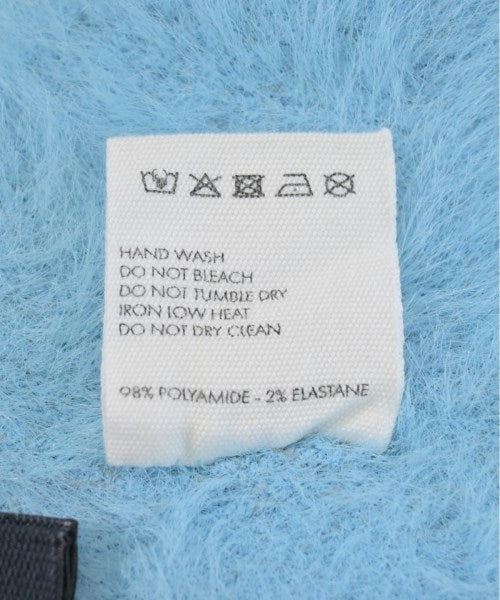 HAND WASH
DO NOT BLEACH
DO NOT TUMBLE DRY
IRON LOW HEAT
DO NOT DRY CLEAN
98% POLYAMIDE - 2% ELASTANE